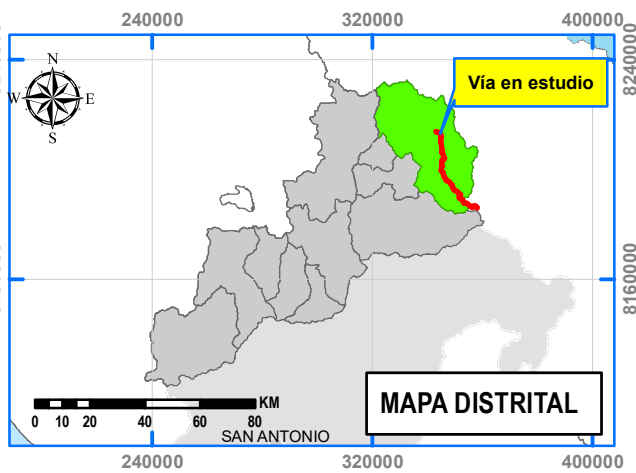 240000 320000 400000
8240000
N
W E
S
Vía en estudio
8160000
KM
0 10 20 40 60 80
MAPA DISTRITAL
SAN ANTONIO
240000 320000 400000